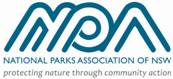 NPA
NATIONAL PARKS ASSOCIATION OF NSW
protecting nature through community action